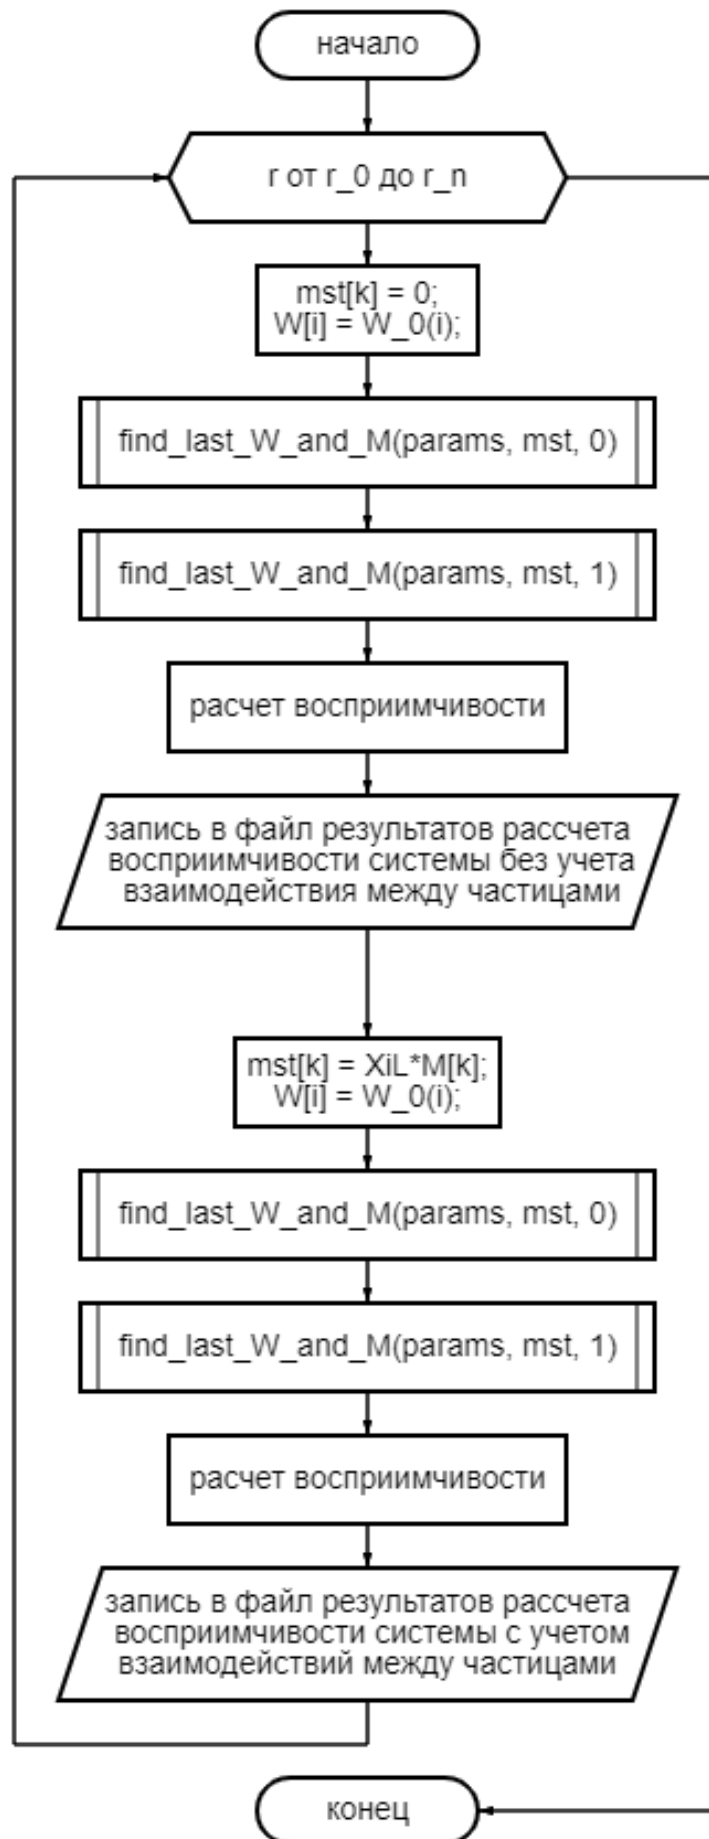 начало
r от r_0 до r_n
mst[k] = 0;
W[i] = W_0(i);
find_last_W_and_M(params, mst, 0)
find_last_W_and_M(params, mst, 1)
расчет восприимчивости
запись в файл результатов рассчета
восприимчивости системы без учета
взаимодействия между частицами
mst[k] = XiL*M[k];
W[i] = W_0(i);
find_last_W_and_M(params, mst, 0)
find_last_W_and_M(params, mst, 1)
расчет восприимчивости
запись в файл результатов рассчета
восприимчивости системы с учетом
взаимодействий между частицами
конец